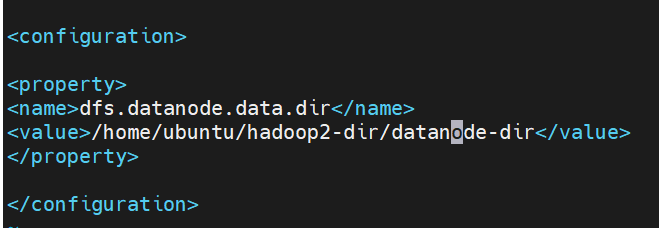 <configuration>
<property>
<name>dfs.datanode.data.dir</name>
<value>/home/ubuntu/hadoop2-dir/datanode-dir</value>
</property>
</configuration>